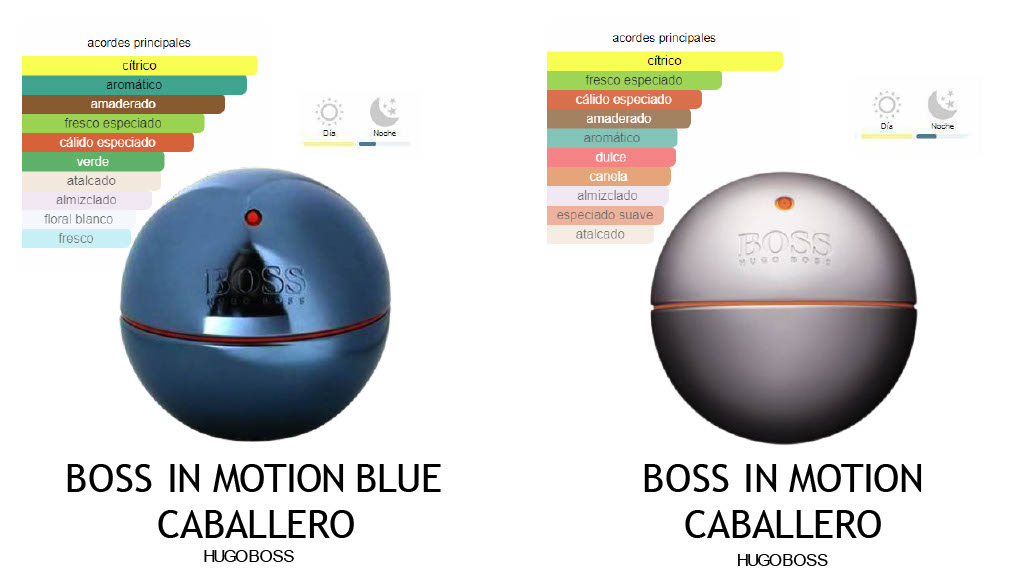 acordes principales
cítrico
aromático
amaderado
fresco especiado
cálido especiado
verde
atalcado
almizclado
floral blanco
fresco
Día
Noche
BOSS
HUGO BOSS
BOSS IN MOTION BLUE
CABALLERO
HUGOBOSS
acordes principales
cítrico
fresco especiado
cálido especiado
amaderado
aromático
dulce
canela
almizclado
especiado suave
atalcado
Día
Noche
BOSS
HUGO BOSS
BOSS IN MOTION
CABALLERO
HUGOBOSS